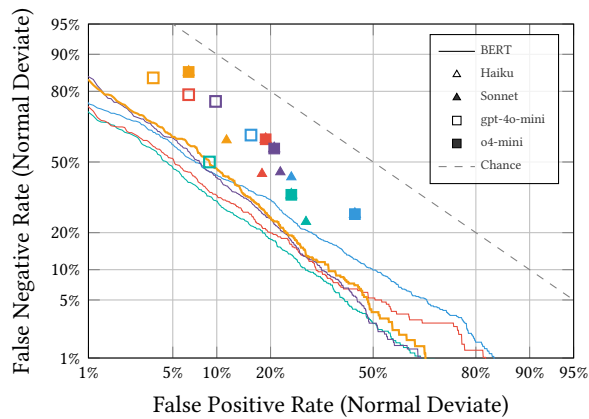 95%
90%
80%
50%
20%
10%
5%
1%
1%
5%
10%
20%
50%
80%
90%
95%
False Negative Rate (Normal Deviate)
False Positive Rate (Normal Deviate)
BERT
Haiku
Sonnet
gpt-4o-mini
o4-mini
Chance